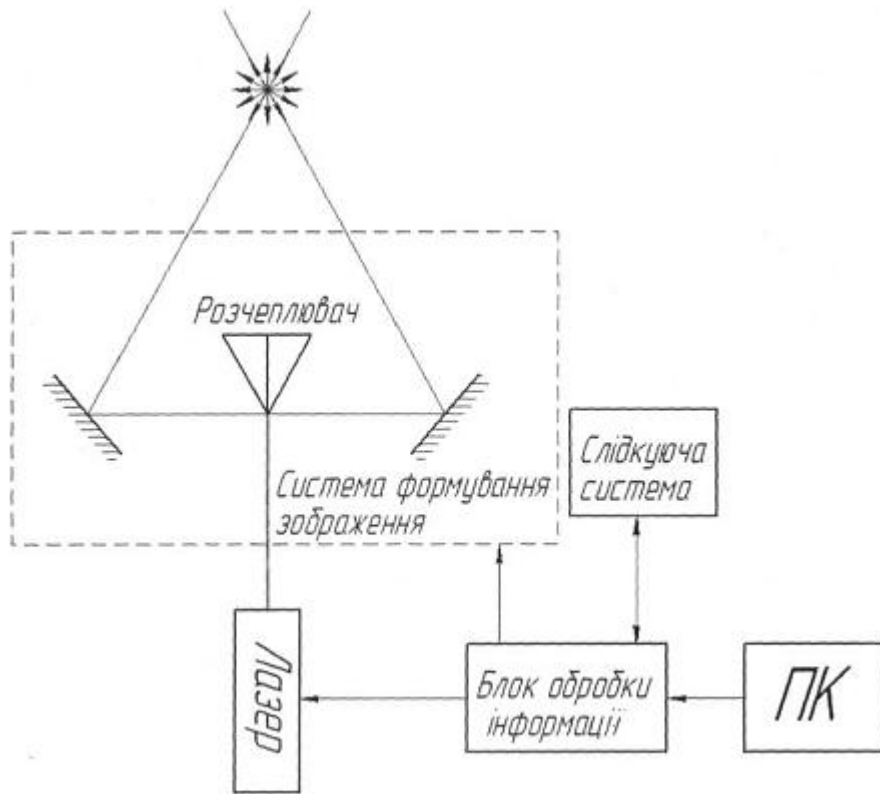 Розчеплювач
Система формування
зображення
Слідкуюча
система
Лазер
Блок обробки
інформації
ПК